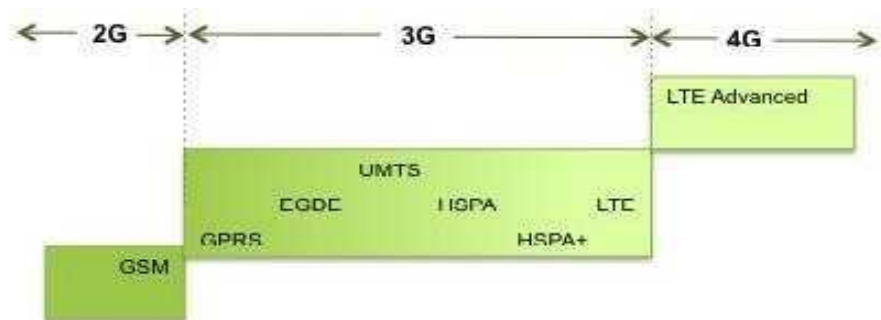 2G 3G 4G
LTE Advanced
UMTS
EGDE HSPA LTE
GPRS HSPA+
GSM